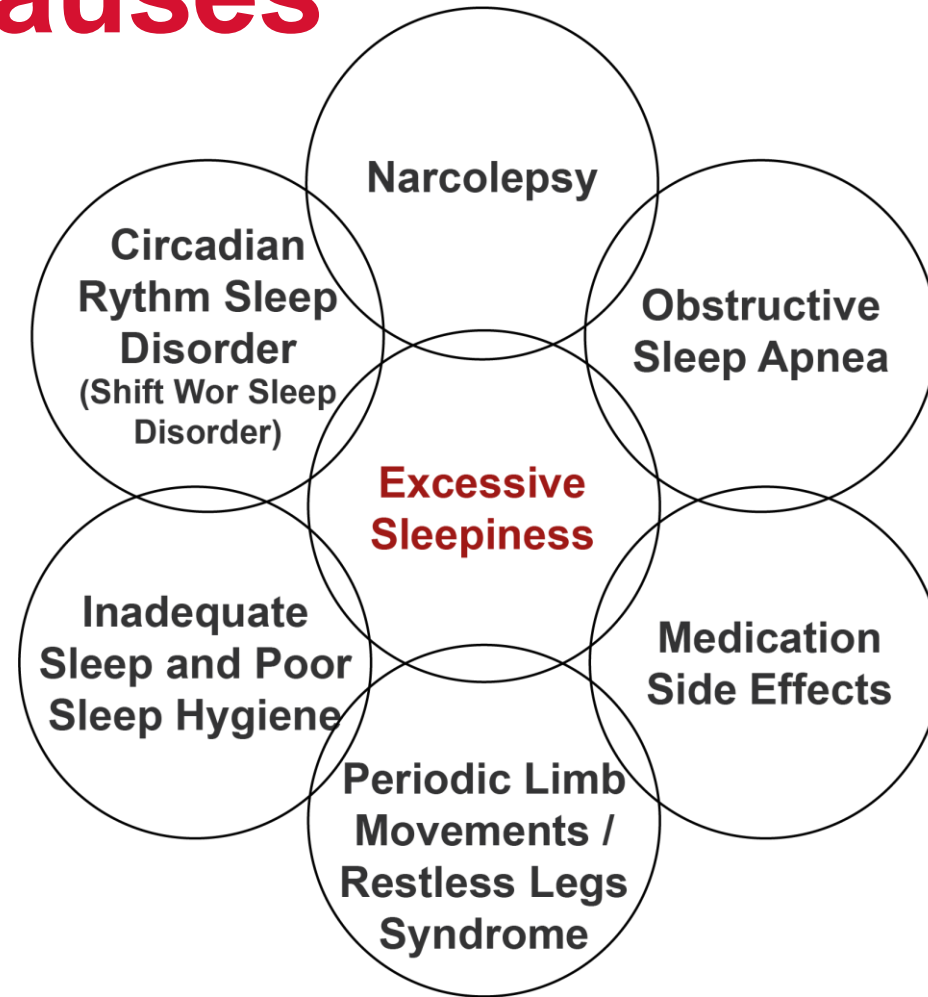 auses
Narcolepsy
Circadian
Rythm Sleep
Disorder
(Shift Wor Sleep
Disorder)
Obstructive
Sleep Apnea
Excessive
Sleepiness
Inadequate
Sleep and Poor
Sleep Hygiene
Medication
Side Effects
Periodic Limb
Movements /
Restless Legs
Syndrome